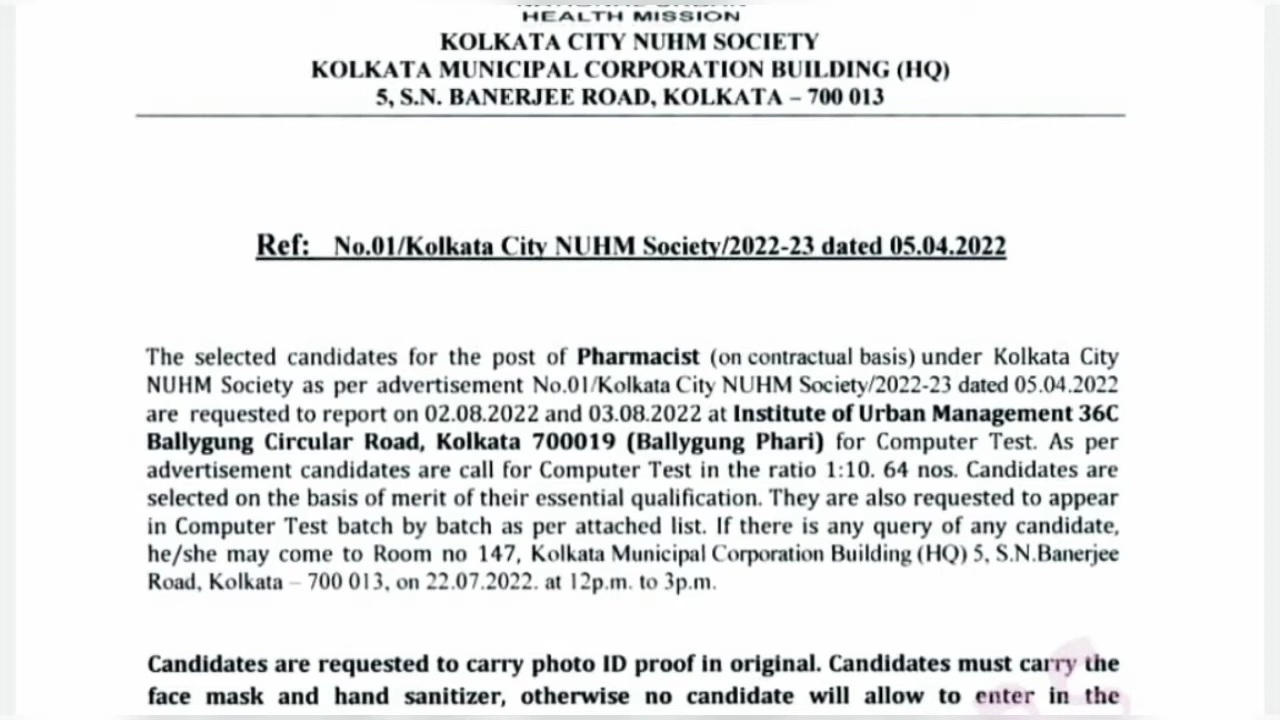 HEALTH MISSION
KOLKATA CITY NUHM SOCIETY
KOLKATA MUNICIPAL CORPORATION BUILDING (HQ)
5, S.N. BANERJEE ROAD, KOLKATA – 700 013
Ref: No.01/Kolkata City NUHM Society/2022-23 dated 05.04.2022
The selected candidates for the post of Pharmacist (on contractual basis) under Kolkata City
NUHM Society as per advertisement No.01/Kolkata City NUHM Society/2022-23 dated 05.04.2022
are requested to report on 02.08.2022 and 03.08.2022 at Institute of Urban Management 36C
Ballygung Circular Road, Kolkata 700019 (Ballygung Phari) for Computer Test. As per
advertisement candidates are call for Computer Test in the ratio 1:10. 64 nos. Candidates are
selected on the basis of merit of their essential qualification. They are also requested to appear
in Computer Test batch by batch as per attached list. If there is any query of any candidate,
he/she may come to Room no 147, Kolkata Municipal Corporation Building (HQ) 5, S.N.Banerjee
Road, Kolkata – 700 013, on 22.07.2022. at 12p.m. to 3p.m.
Candidates are requested to carry photo ID proof in original. Candidates must carry the
face mask and hand sanitizer, otherwise no candidate will allow to enter in the